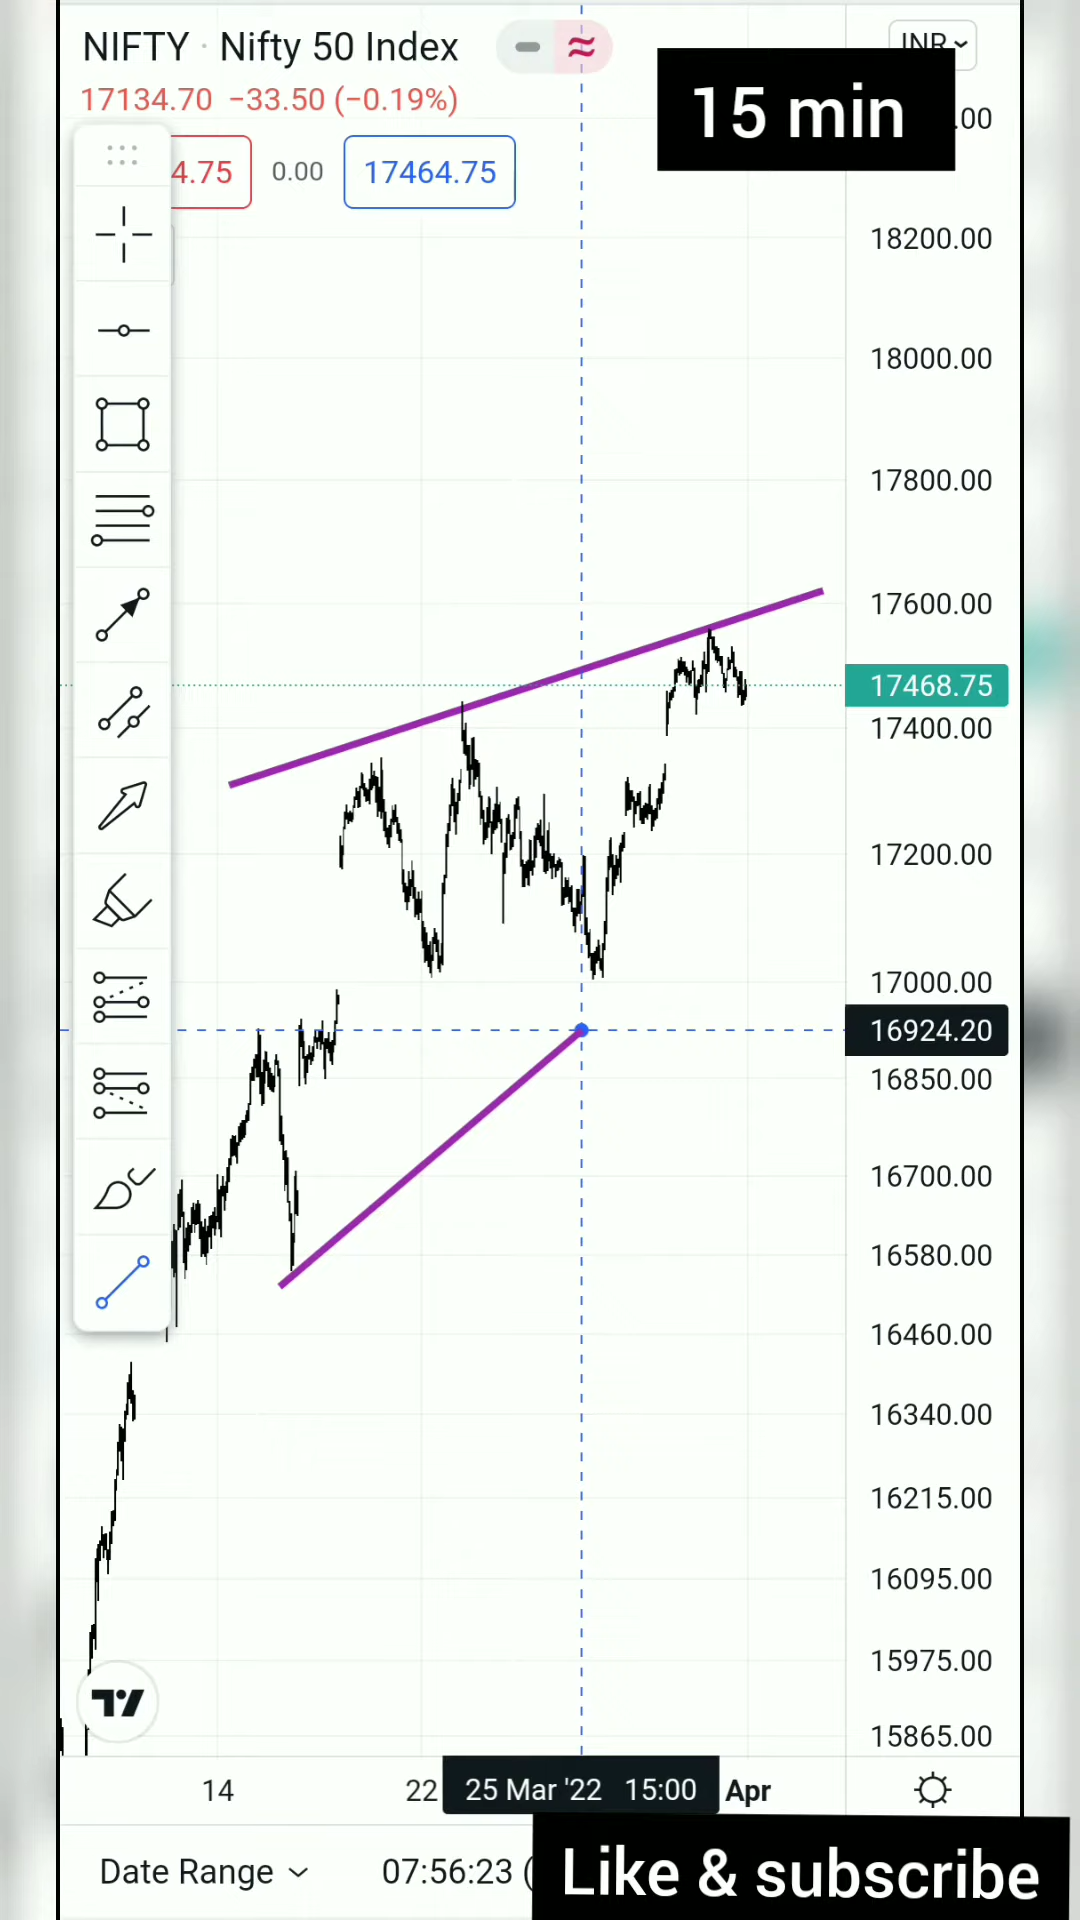 NIFTY · Nifty 50 Index
INR
17134.70 −33.50 (−0.19%)
15 min
.00
4.75 0.00 17464.75
18200.00
18000.00
17800.00
17600.00
17468.75
17400.00
17200.00
17000.00
16924.20
16850.00
16700.00
16580.00
16460.00
16340.00
16215.00
16095.00
15975.00
15865.00
14 22 25 Mar '22 15:00 Apr
Date Range 07:56:23 (
Like & subscribe